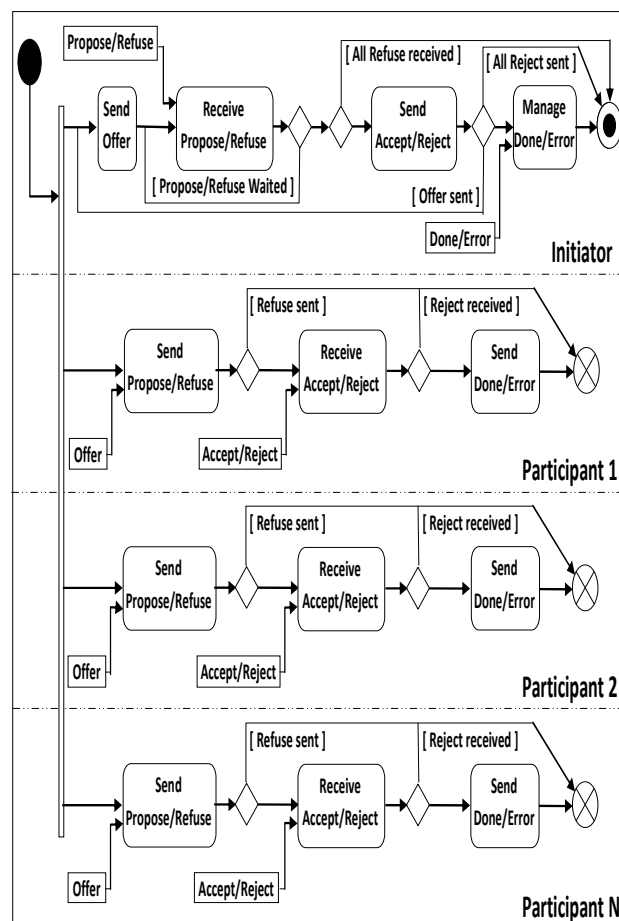 Propose/Refuse
[ All Refuse received ]
[ All Reject sent ]
Send
Offer
Receive
Propose/Refuse
Send
Accept/Reject
Manage
Done/Error
[ Propose/Refuse Waited ]
[ Offer sent ]
Done/Error
Initiator
[ Refuse sent ]
[ Reject received ]
Send
Propose/Refuse
Receive
Accept/Reject
Send
Done/Error
Offer
Accept/Reject
Participant 1
[ Refuse sent ]
[ Reject received ]
Send
Propose/Refuse
Receive
Accept/Reject
Send
Done/Error
Offer
Accept/Reject
Participant 2
[ Refuse sent ]
[ Reject received ]
Send
Propose/Refuse
Receive
Accept/Reject
Send
Done/Error
Offer
Accept/Reject
Participant N